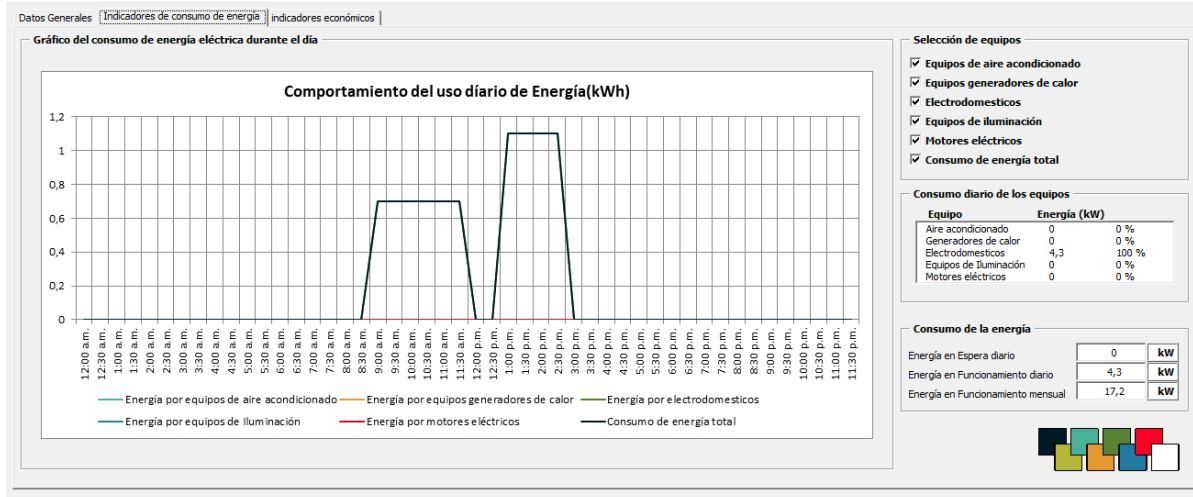 Datos Generales Indicadores de consumo de energía indicadores económicos
Gráfico del consumo de energía eléctrica durante el día
Comportamiento del uso díario de Energía(kWh)
1,2
1
0,8
0,6
0,4
0,2
0
12:00 a.m. 12:30 a.m. 1:00 a.m. 1:30 a.m. 2:00 a.m. 2:30 a.m. 3:00 a.m. 3:30 a.m. 4:00 a.m. 4:30 a.m. 5:00 a.m. 5:30 a.m. 6:00 a.m. 6:30 a.m. 7:00 a.m. 7:30 a.m. 8:00 a.m. 8:30 a.m. 9:00 a.m. 9:30 a.m. 10:00 a.m. 10:30 a.m. 11:00 a.m. 11:30 a.m. 12:00 p.m. 12:30 p.m. 1:00 p.m. 1:30 p.m. 2:00 p.m. 2:30 p.m. 3:00 p.m. 3:30 p.m. 4:00 p.m. 4:30 p.m. 5:00 p.m. 5:30 p.m. 6:00 p.m. 6:30 p.m. 7:00 p.m. 7:30 p.m. 8:00 p.m. 8:30 p.m. 9:00 p.m. 9:30 p.m. 10:00 p.m. 10:30 p.m. 11:00 p.m. 11:30 p.m.
Energía por equipos de aire acondicionado Energía por equipos generadores de calor Energía por electrodomesticos
Energía por equipos de Iluminación Energía por motores eléctricos Consumo de energía total
Selección de equipos
Equipos de aire acondicionado
Equipos generadores de calor
Electrodomesticos
Equipos de iluminación
Motores eléctricos
Consumo de energía total
Consumo diario de los equipos
Equipo Energía (kW)
Aire acondicionado 0 0 %
Generadores de calor 0 0 %
Electrodomesticos 4,3 100 %
Equipos de Iluminación 0 0 %
Motores eléctricos 0 0 %
Consumo de la energía
Energía en Espera diario 0 kW
Energía en Funcionamiento diario 4,3 kW
Energía en Funcionamiento mensual 17,2 kW